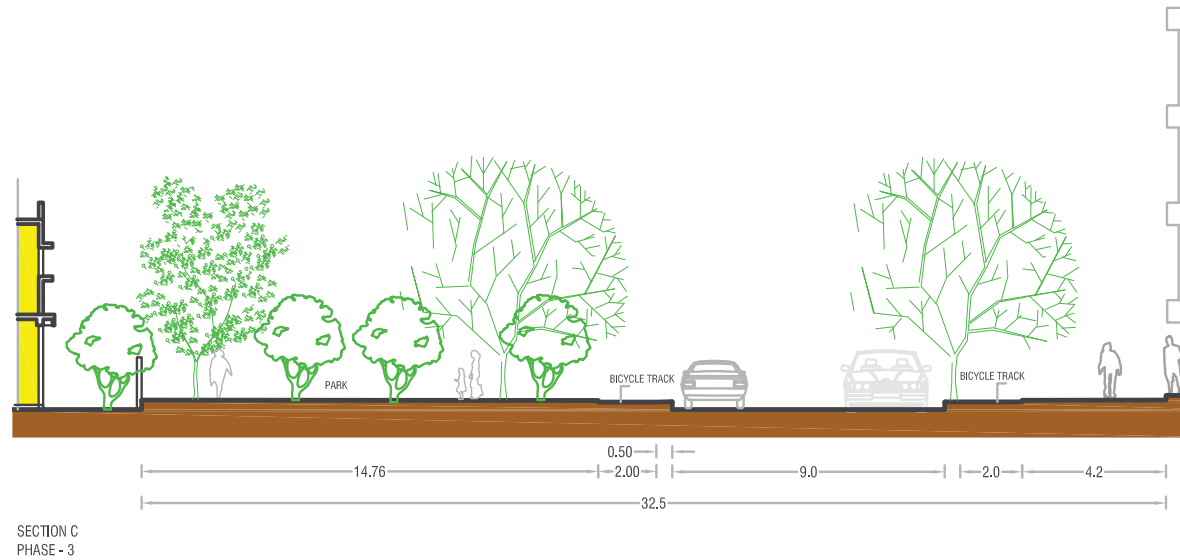 PARK
BICYCLE TRACK
BICYCLE TRACK
0.50
14.76
2.00
9.0
2.0
4.2
32.5
SECTION C
PHASE - 3